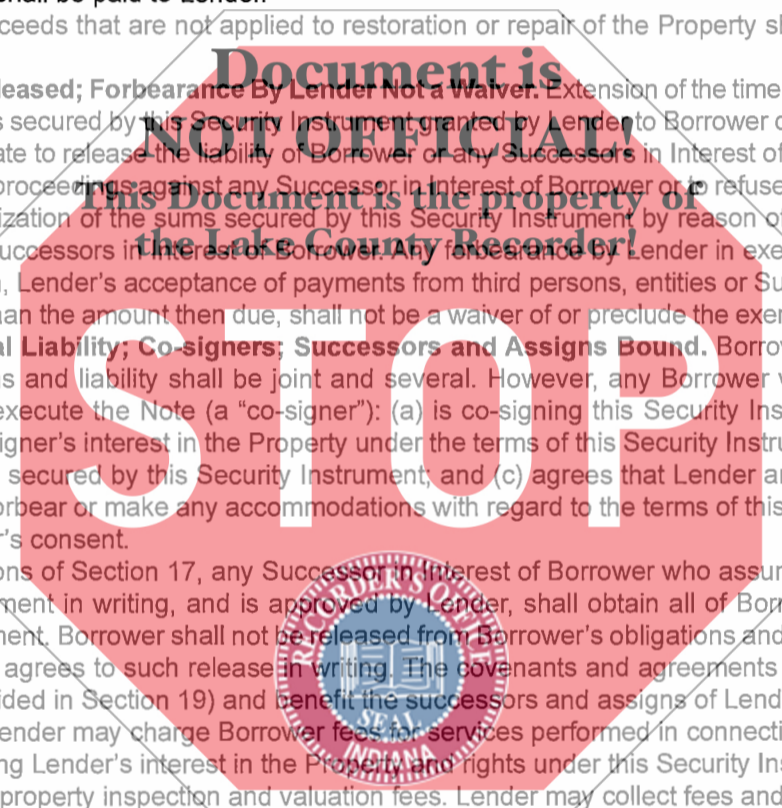 ceeds that are not applied to restoration or repair of the Property s
Document is
eased; Forbearance By Lender Not a Waiver. Extension of the time
NOT OFFICIAL!
s secured by this Security Instrument granted by Lender to Borrower
ate to release the liability of Borrower or any Successors in Interest of
This Document is the property of
proceedings against any Successor in Interest of Borrower or to refuse
ization of the sums secured by this Security Instrument by reason o
the Lake County Recorder!
uccessors in Interest of Borrower. Any forbearance by Lender in exe
, Lender's acceptance of payments from third persons, entities or Su
an the amount then due, shall not be a waiver of or preclude the exer
STOP
al Liability; Co-signers; Successors and Assigns Bound. Borro
s and liability shall be joint and several. However, any Borrower
execute the Note (a “co-signer”): (a) is co-signing this Security Ins
igner's interest in the Property under the terms of this Security Instru
secured by this Security Instrument; and (c) agrees that Lender a
orbear or make any accommodations with regard to the terms of this
r's consent.
ons of Section 17, any Successor in Interest of Borrower who assu
ment in writing, and is approved by Lender, shall obtain all of Bor
ment. Borrower shall not be released from Borrower's obligations and
agrees to such release in writing. The covenants and agreements
ided in Section 19) and benefit the successors and assigns of Lend
ender may charge Borrower fees for services performed in connecti
ng Lender's interest in the Property and rights under this Security Ins
property inspection and valuation fees. Lender may collect fees and
RECORDER'S OFFICE
SEAL
INDIANA